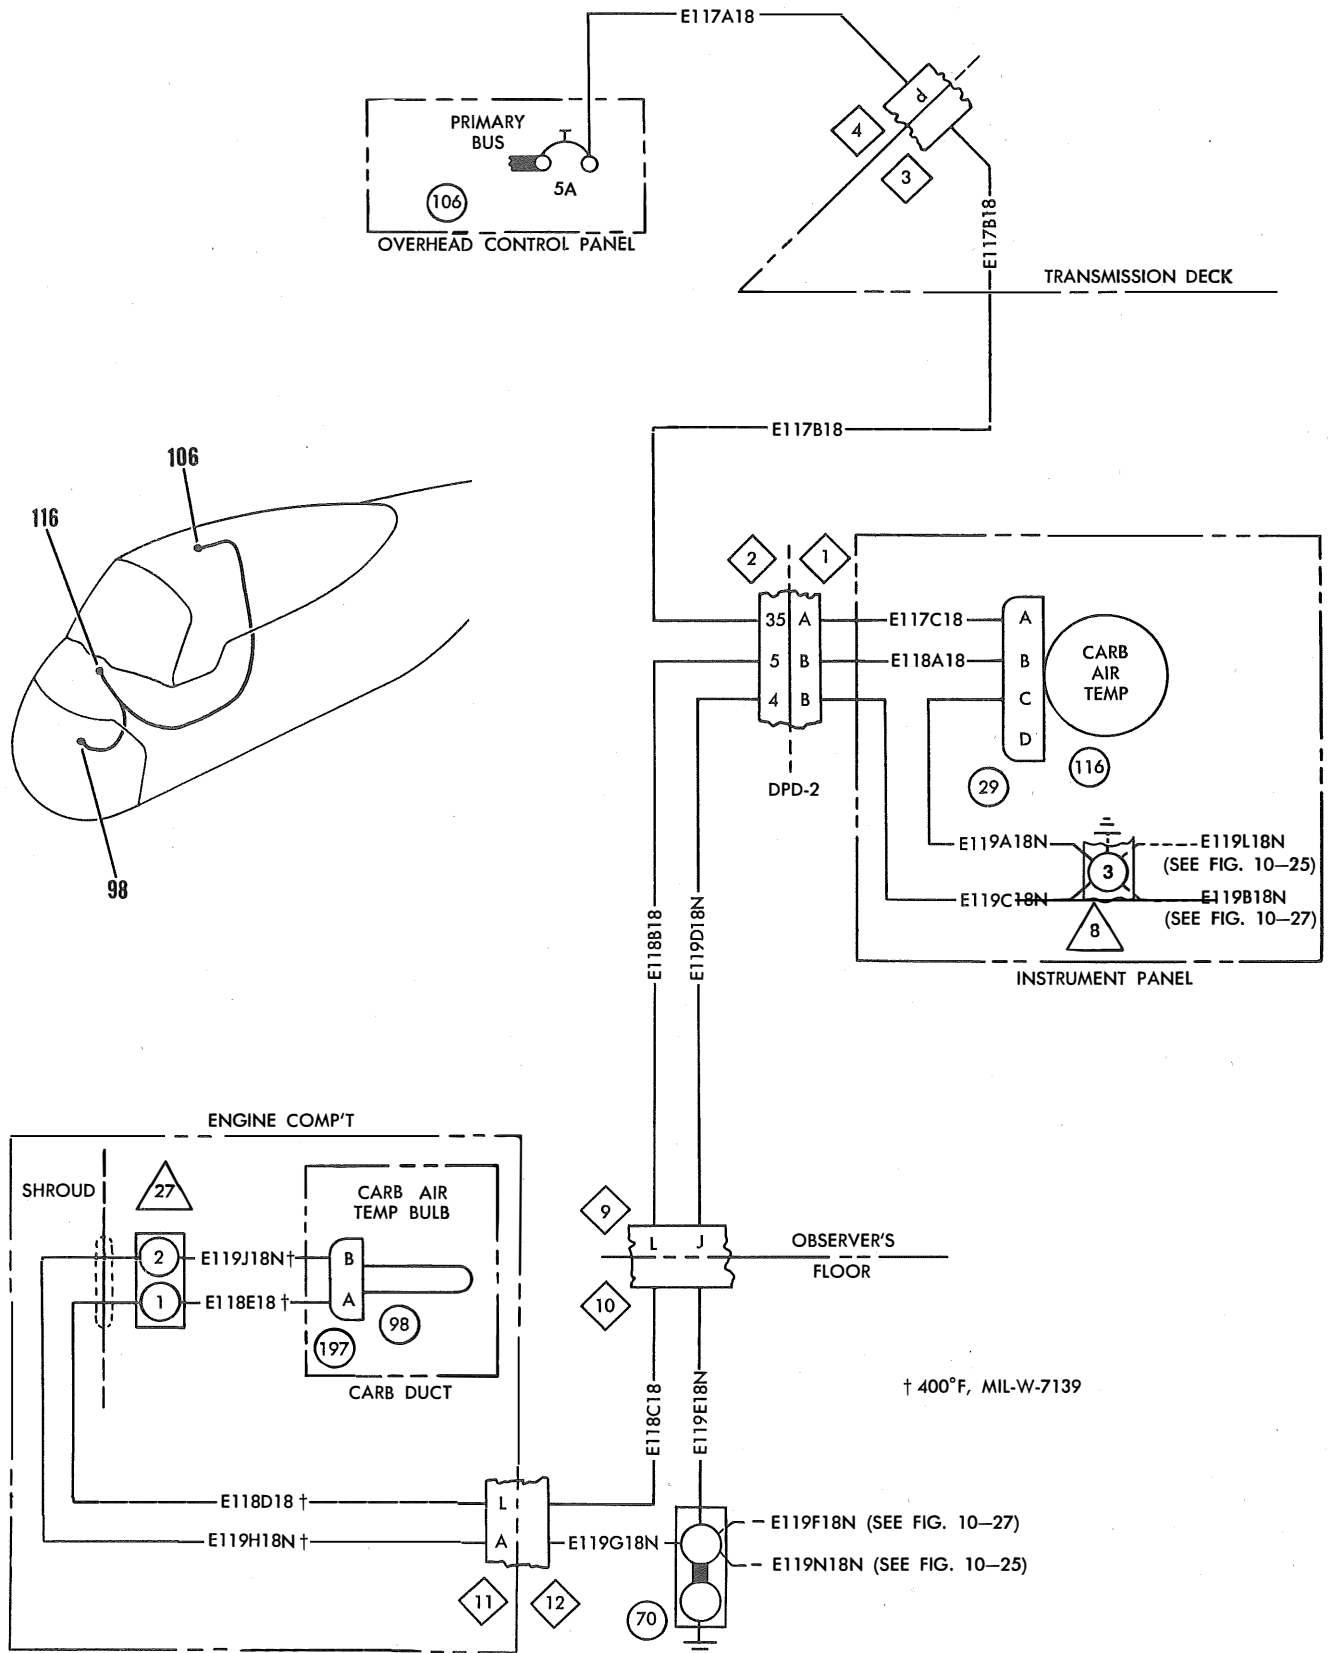 E117A18
PRIMARY
BUS
5A
106
OVERHEAD CONTROL PANEL
d
4
3
E117B18
TRANSMISSION DECK
E117B18
106
116
98
2
1
35 A
5 B
4 B
DPD-2
E117C18
E118A18
A
B
C
D
CARB
AIR
TEMP
29
116
E119A18N
E119L18N
(SEE FIG. 10–25)
3
E119C18N
E119B18N
(SEE FIG. 10–27)
8
INSTRUMENT PANEL
E118B18
E119D18N
ENGINE COMP'T
SHROUD
27
CARB AIR
TEMP BULB
2
E119J18N†
B
1
E118E18 †
A
98
197
CARB DUCT
9
L J
OBSERVER'S
FLOOR
10
E118C18
E119E18N
† 400°F, MIL-W-7139
E118D18 †
L
E119H18N †
A
E119G18N
E119F18N (SEE FIG. 10–27)
E119N18N (SEE FIG. 10–25)
11
12
70